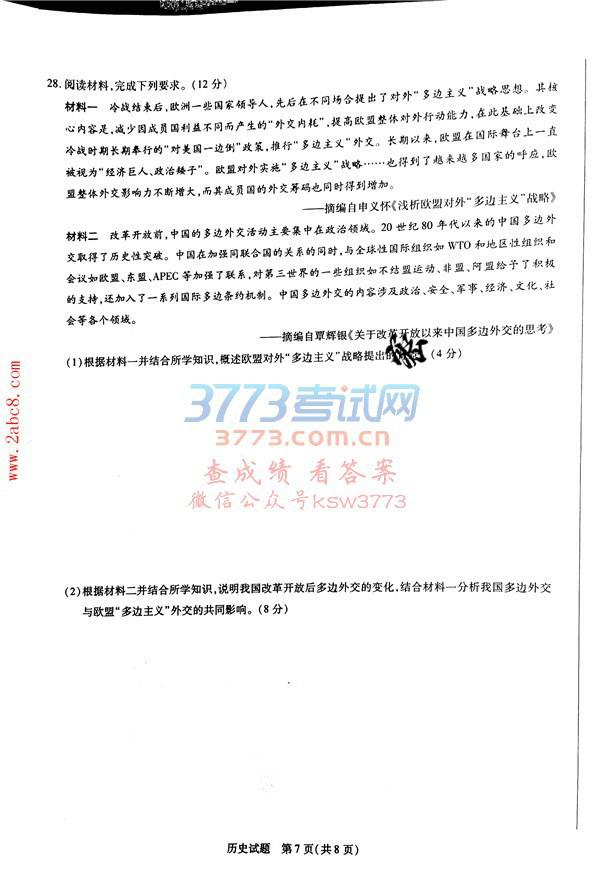 28. 阅读材料,完成下列要求。(12 分)
材料一 冷战结束后,欧洲一些国家领导人,先后在不同场合提出了对外“多边主义”战略思想。其核
心内容是,减少因成员国利益不同而产生的“外交内耗”,提高欧盟整体对外行动能力,在此基础上改变
冷战时期长期奉行的“对美国一边倒”政策,推行“多边主义”外交。长期以来,欧盟在国际舞台上一直
被视为“经济巨人、政治矮子”。欧盟对外实施“多边主义”战略……也得到了越来越多国家的呼应,欧
盟整体外交影响力不断增大,而其成员国的外交筹码也同时得到增加。
——摘编自申义怀《浅析欧盟对外“多边主义”战略》
材料二 改革开放前,中国的多边外交活动主要集中在政治领域。20 世纪 80 年代以来的中国多边外
交取得了历史性突破。中国在加强同联合国的关系的同时,与全球性国际组织如 WTO 和地区性组织和
会议如欧盟、东盟、APEC 等加强了联系,对第三世界的一些组织如不结盟运动、非盟、阿盟给予了积极
的支持,还加入了一系列国际多边条约机制。中国多边外交的内容涉及政治、安全、军事、经济、文化、社
会等各个领域。
——摘编自覃辉银《关于改革开放以来中国多边外交的思考》
(1)根据材料一并结合所学知识,概述欧盟对外“多边主义”战略提出的 (4 分)
www.2abc8.com
3773考试网
3773.com.cn
查成绩 看答案
微信公众号ksw3773
(2)根据材料二并结合所学知识,说明我国改革开放后多边外交的变化,结合材料一分析我国多边外交
与欧盟“多边主义”外交的共同影响。(8 分)
历史试题 第 7 页(共 8 页)